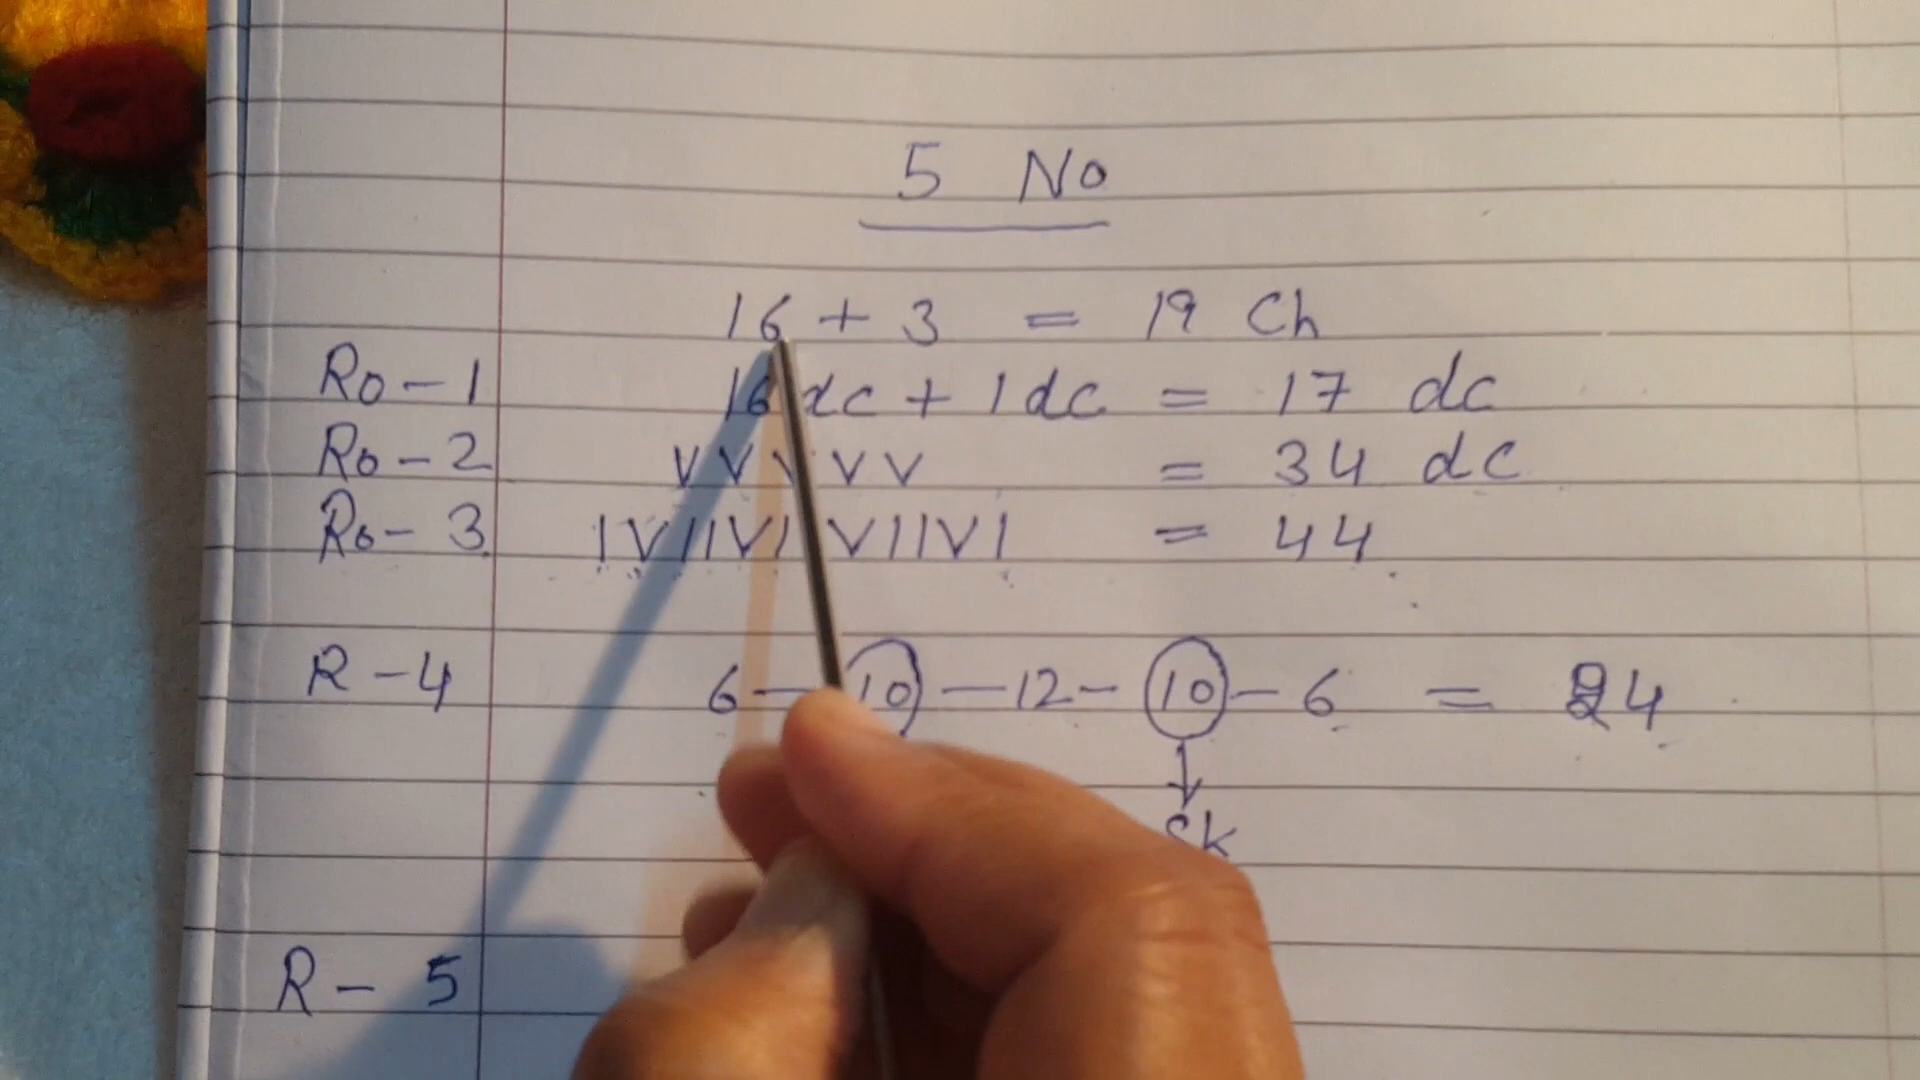 5 No
16 + 3 = 19 Ch
Ro - 1 16 dc + 1 dc = 17 dc
Ro - 2 V V V V V = 34 dc
Ro - 3 I V I I V I V I I V I = 44
R - 4 6 - 10 - 12 - 10 - 6 = 24
R - 5